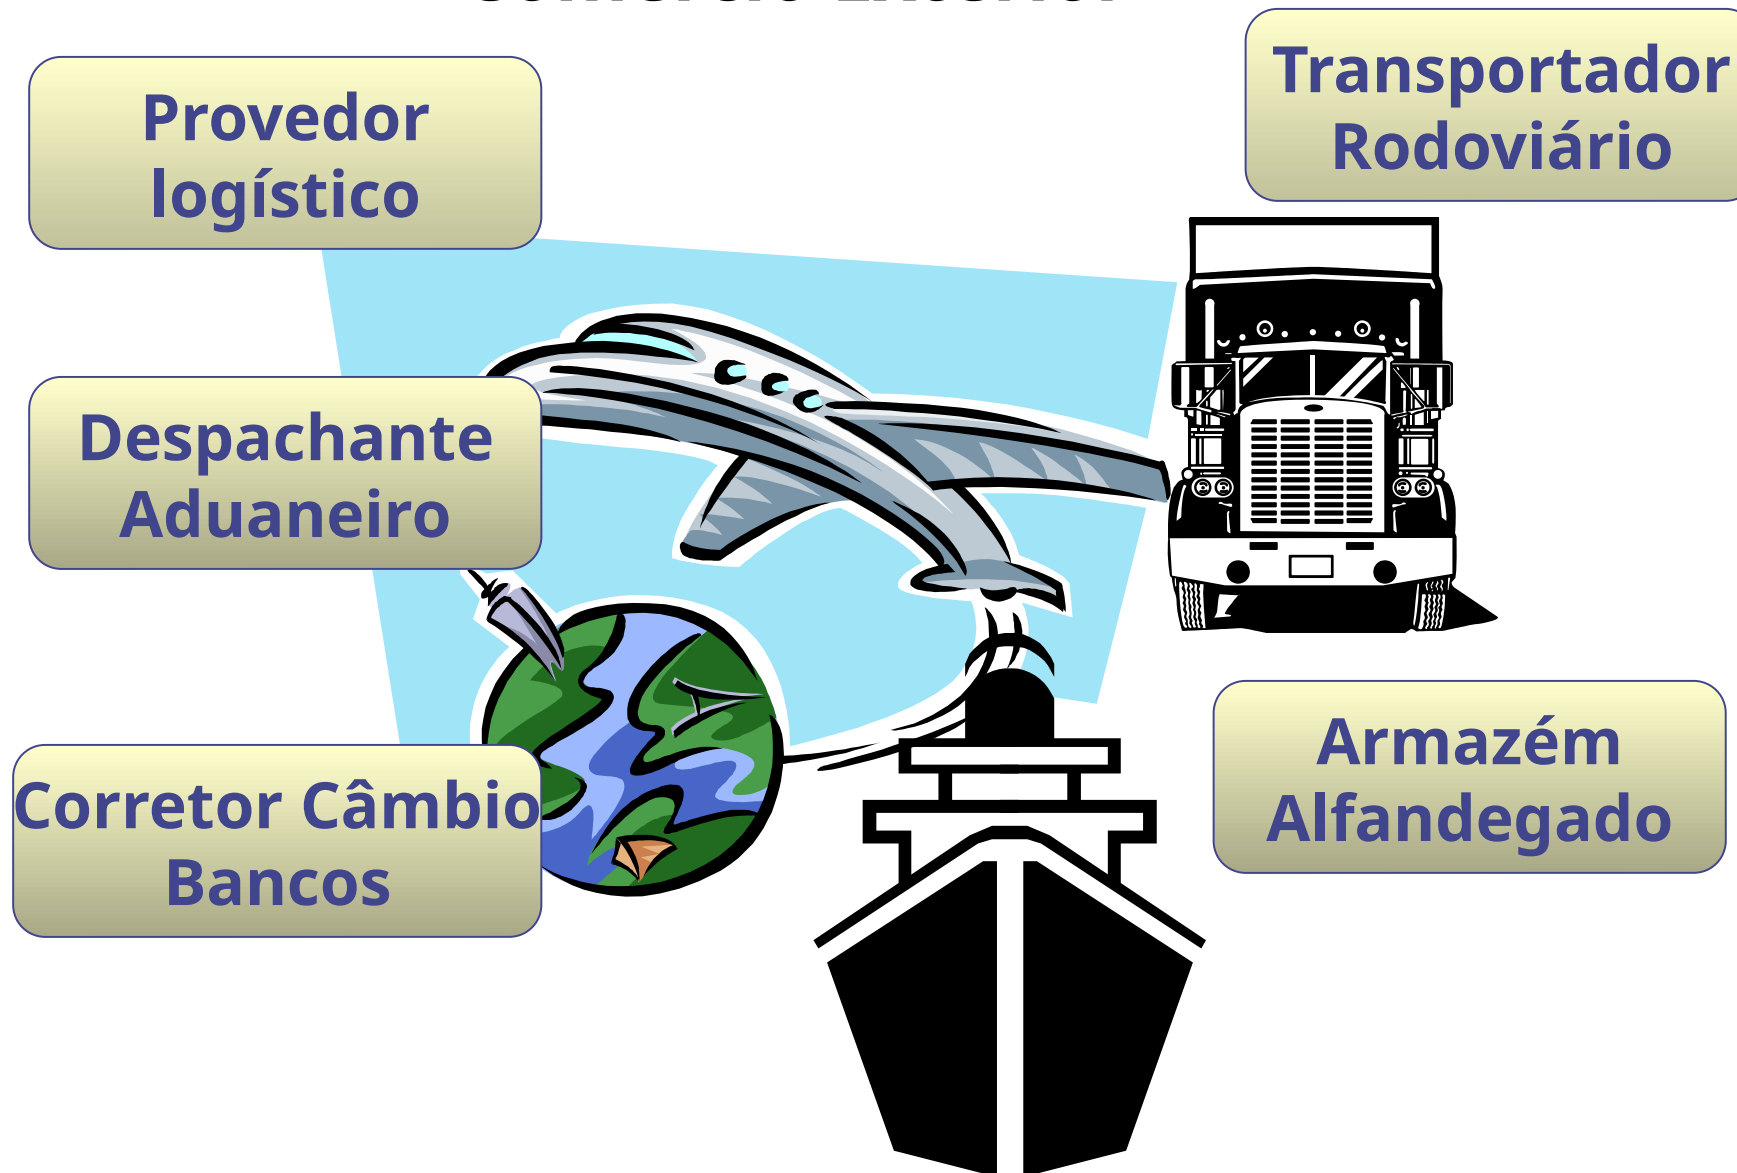 Transportador
Rodoviário
Provedor
logístico
Despachante
Aduaneiro
Corretor Câmbio
Bancos
Armazém
Alfandegado